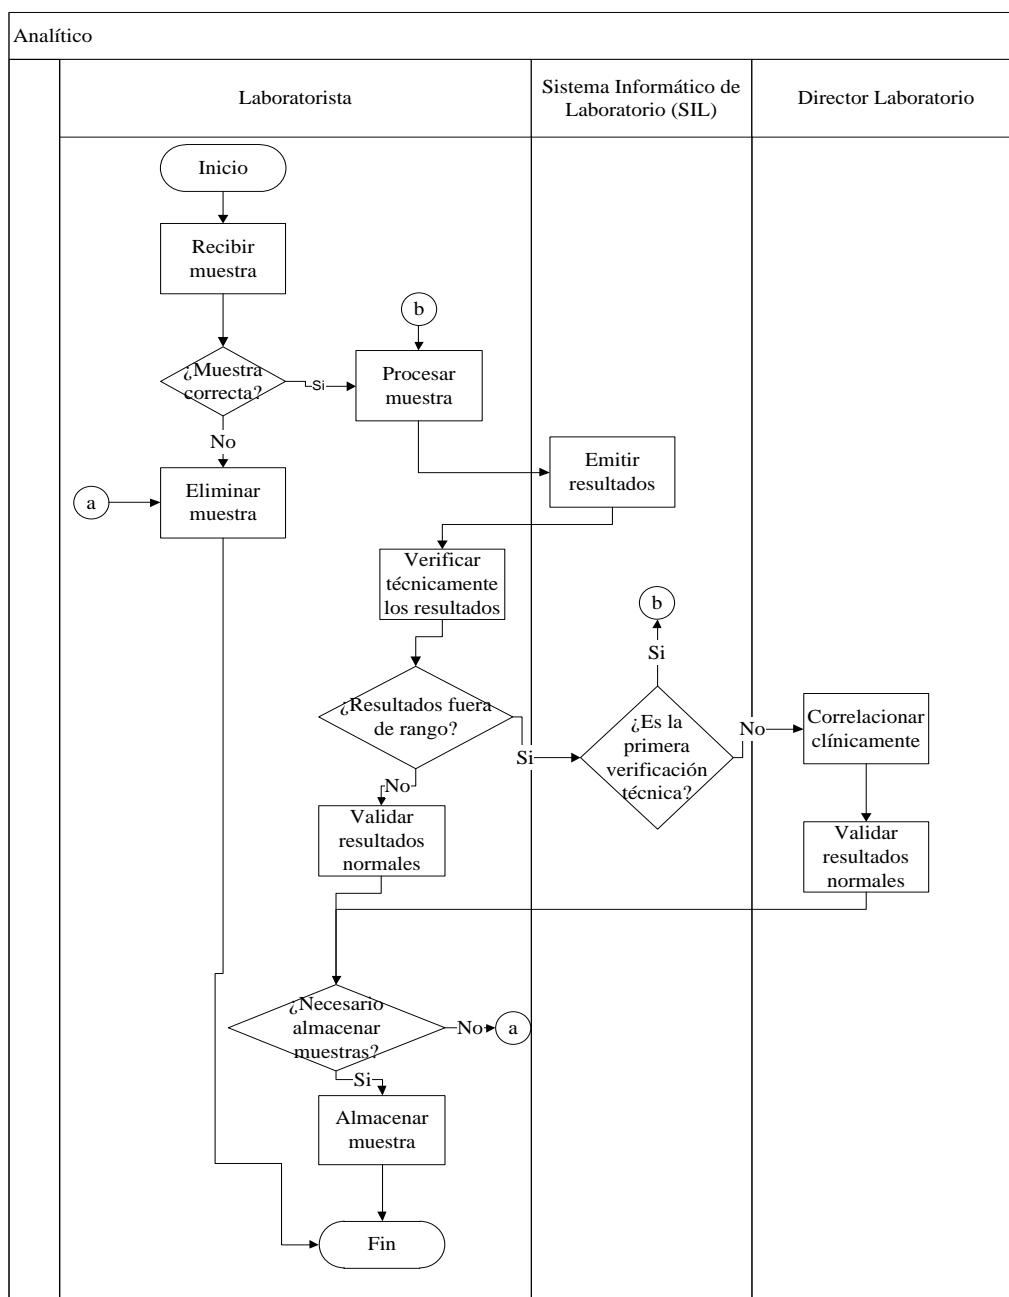 Analítico
Laboratorista
Sistema Informático de
Laboratorio (SIL)
Director Laboratorio
Inicio
Recibir
muestra
b
¿Muestra
correcta?
Si
Procesar
muestra
No
Emitir
resultados
a
Eliminar
muestra
Verificar
técnicamente
los resultados
b
Si
¿Resultados fuera
de rango?
Si
¿Es la
primera
verificación
técnica?
No
Correlacionar
clínicamente
No
Validar
resultados
normales
Validar
resultados
normales
¿Necesario
almacenar
muestras?
No
a
Si
Almacenar
muestra
Fin